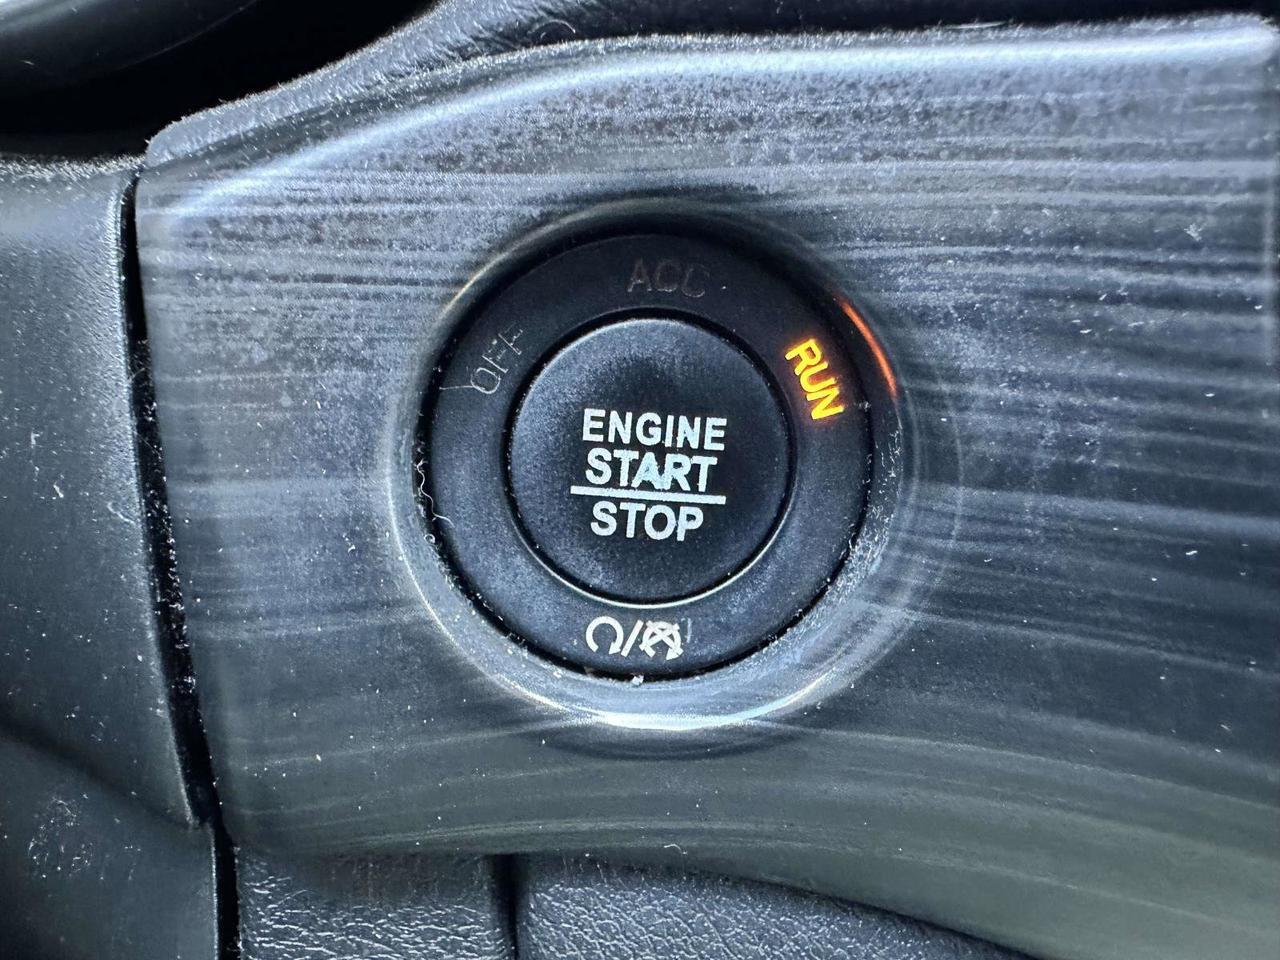 ACC
OFF
RUN
ENGINE
START
STOP